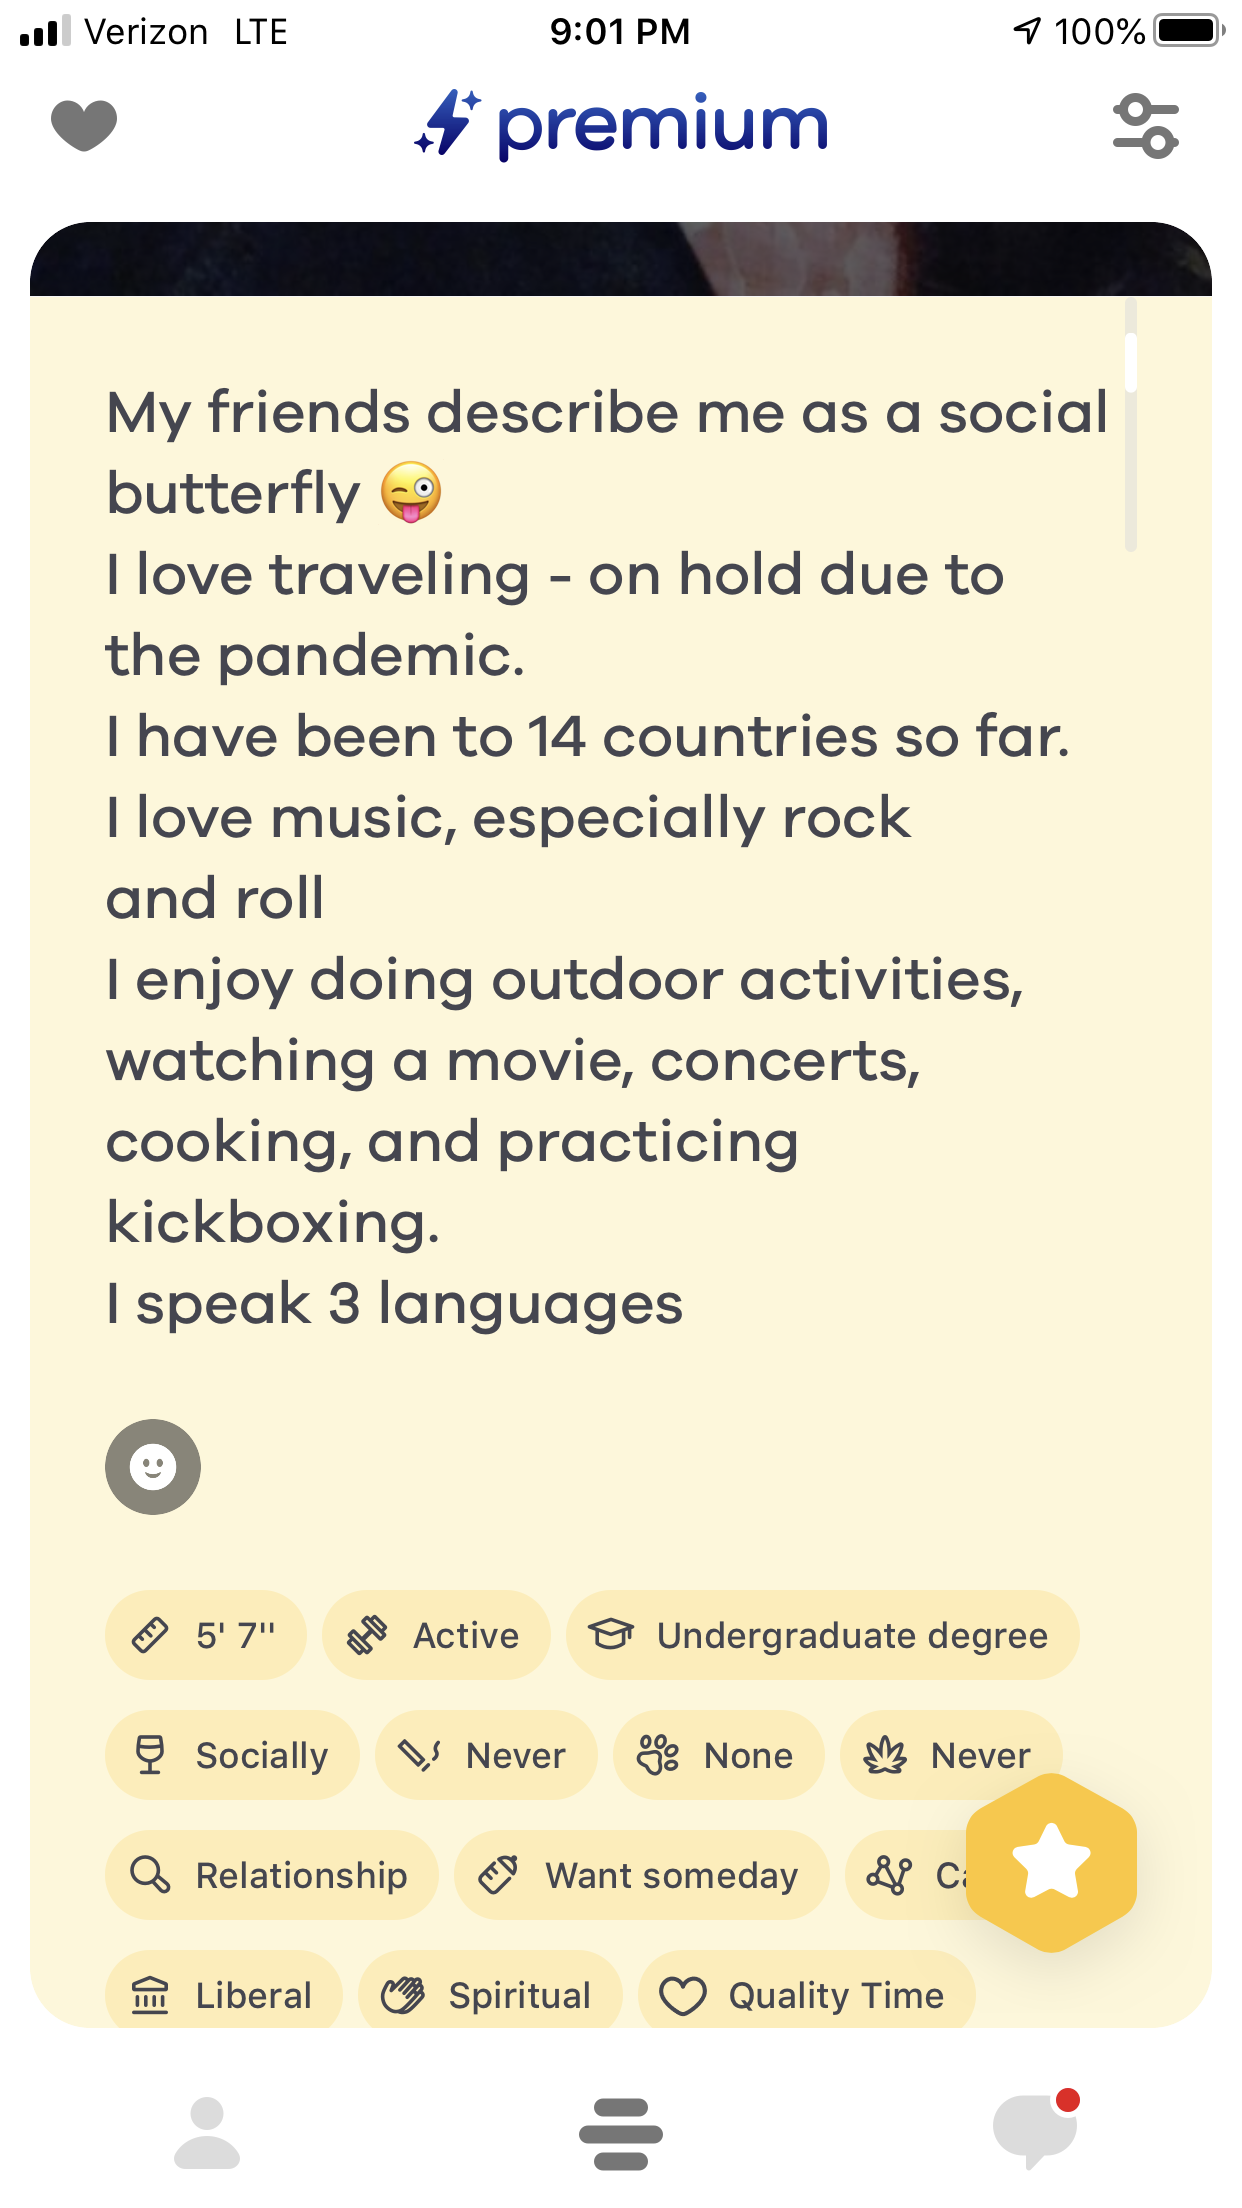 Verizon LTE 9:01 PM 100%
premium
My friends describe me as a social
butterfly 😜
I love traveling - on hold due to
the pandemic.
I have been to 14 countries so far.
I love music, especially rock
and roll
I enjoy doing outdoor activities,
watching a movie, concerts,
cooking, and practicing
kickboxing.
I speak 3 languages
5' 7'' Active Undergraduate degree
Socially Never None Never
Relationship Want someday
Liberal Spiritual Quality Time